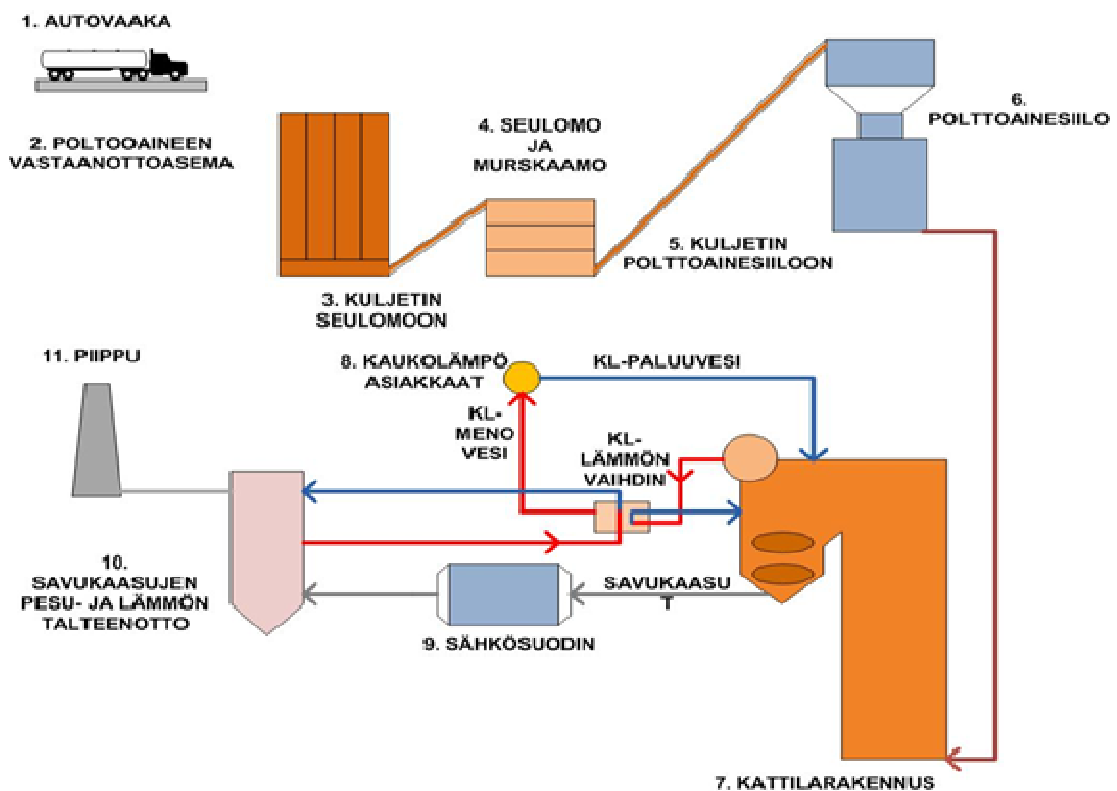 1. AUTOVAAKA
2. POLTOOAINEEN
VASTAANOTTOASEMA
4. SEULOMO
JA
MURSKAAMO
6.
POLTTOAINESIILO
5. KULJETIN
POLTTOAINESIILOON
3. KULJETIN
SEULOMOON
11. PIIPPU
8. KAUKOLÄMPÖ
ASIAKKAAT
KL-PALUUVESI
KL-
MENO
VESI
KL-
LÄMMÖN
VAIHDIN
10.
SAVUKAASUJEN
PESU- JA LÄMMÖN
TALTEENOTTO
SAVUKAASU
T
9. SÄHKÖSUODIN
7. KATTILARAKENNUS